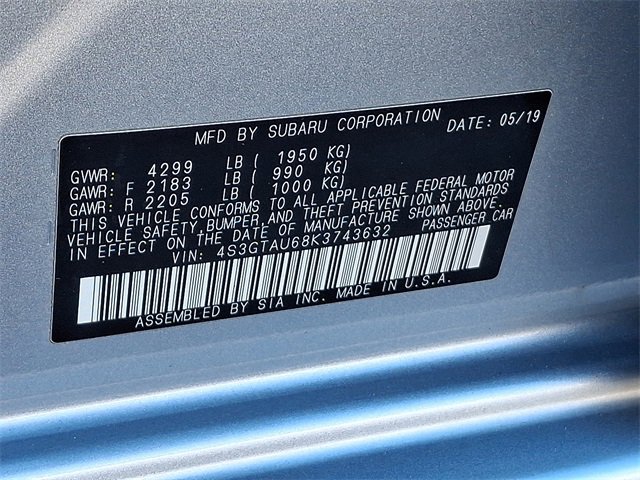 MFD BY SUBARU CORPORATION DATE: 05/19
GVWR: 4299 LB ( 1950 KG)
GAWR: F 2183 LB ( 990 KG)
GAWR: R 2205 LB ( 1000 KG)
THIS VEHICLE CONFORMS TO ALL APPLICABLE FEDERAL MOTOR
VEHICLE SAFETY,BUMPER,AND THEFT PREVENTION STANDARDS
IN EFFECT ON THE DATE OF MANUFACTURE SHOWN ABOVE.
VIN: 4S3GTAU68K3743632 PASSENGER CAR
ASSEMBLED BY SIA INC. MADE IN U.S.A.